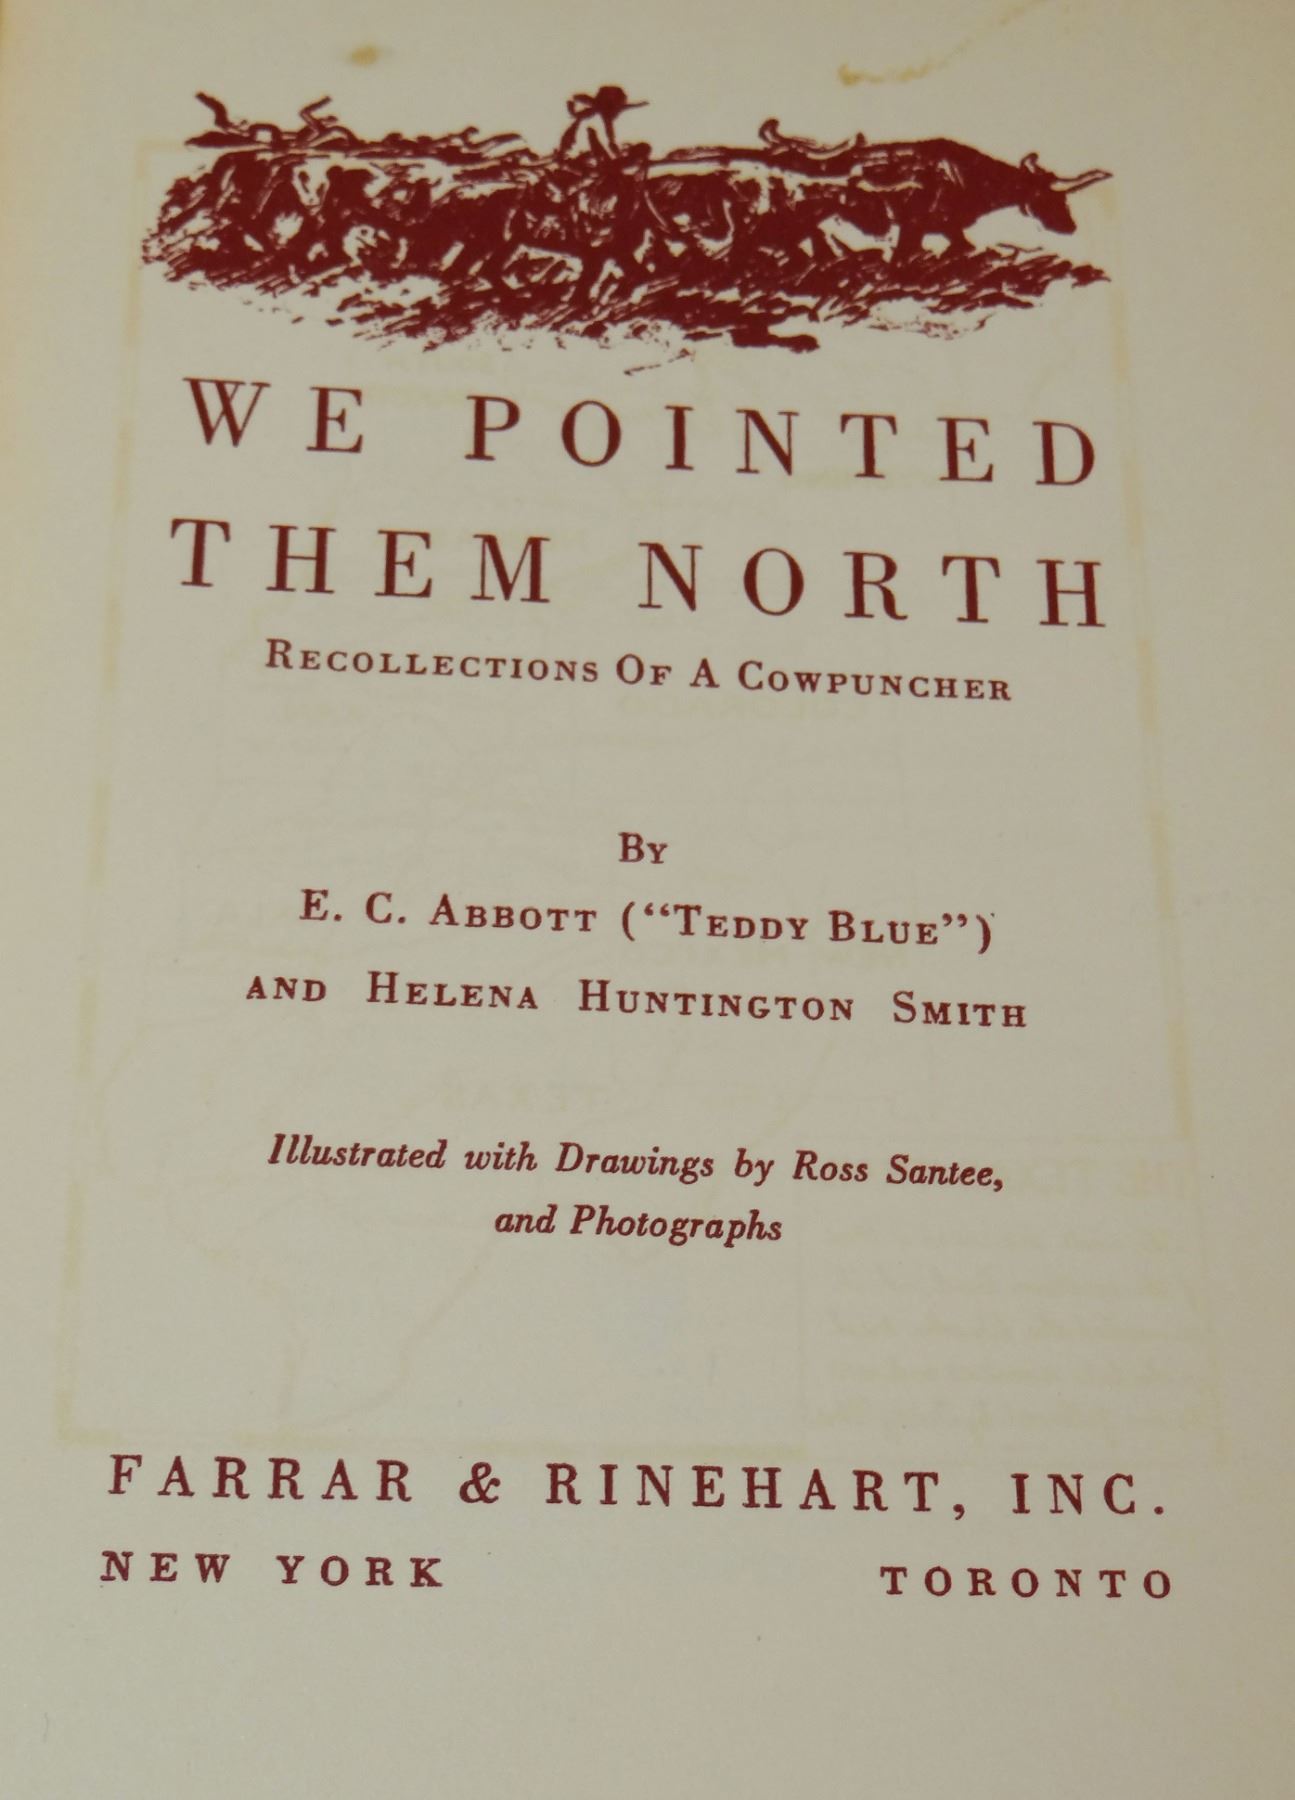 WE POINTED
THEM NORTH
RECOLLECTIONS OF A COWPUNCHER
BY
E. C. ABBOTT (“TEDDY BLUE”)
AND HELENA HUNTINGTON SMITH
Illustrated with Drawings by Ross Santee,
and Photographs
FARRAR & RINEHART, INC.
NEW YORK TORONTO